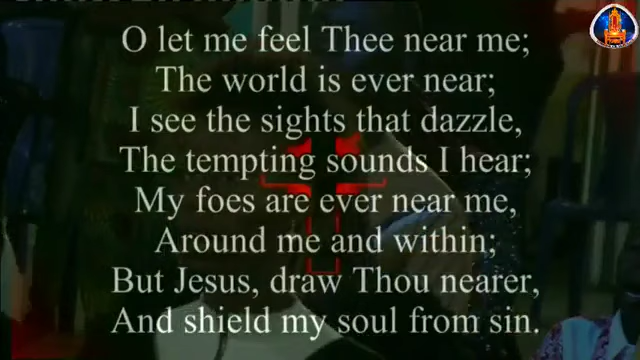 O let me feel Thee near me;
The world is ever near;
I see the sights that dazzle,
The tempting sounds I hear;
My foes are ever near me,
Around me and within;
But Jesus, draw Thou nearer,
And shield my soul from sin.